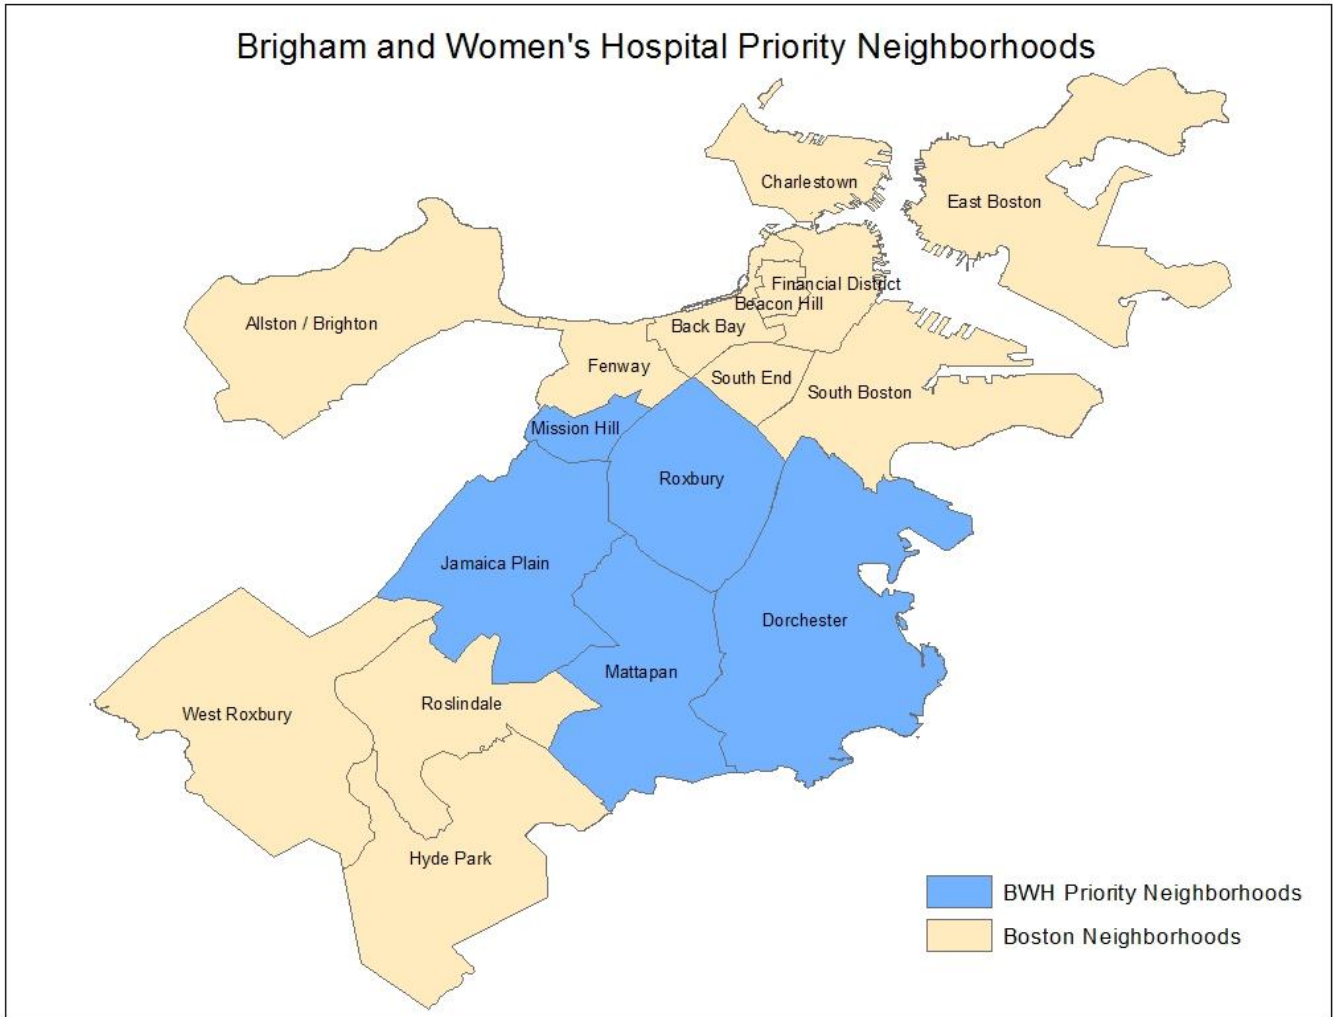 Brigham and Women's Hospital Priority Neighborhoods
Charlestown
East Boston
Financial District
Beacon Hill
Allston / Brighton
Back Bay
Fenway
South End
South Boston
Mission Hill
Roxbury
Jamaica Plain
Dorchester
Mattapan
Roslindale
West Roxbury
Hyde Park
BWH Priority Neighborhoods
Boston Neighborhoods